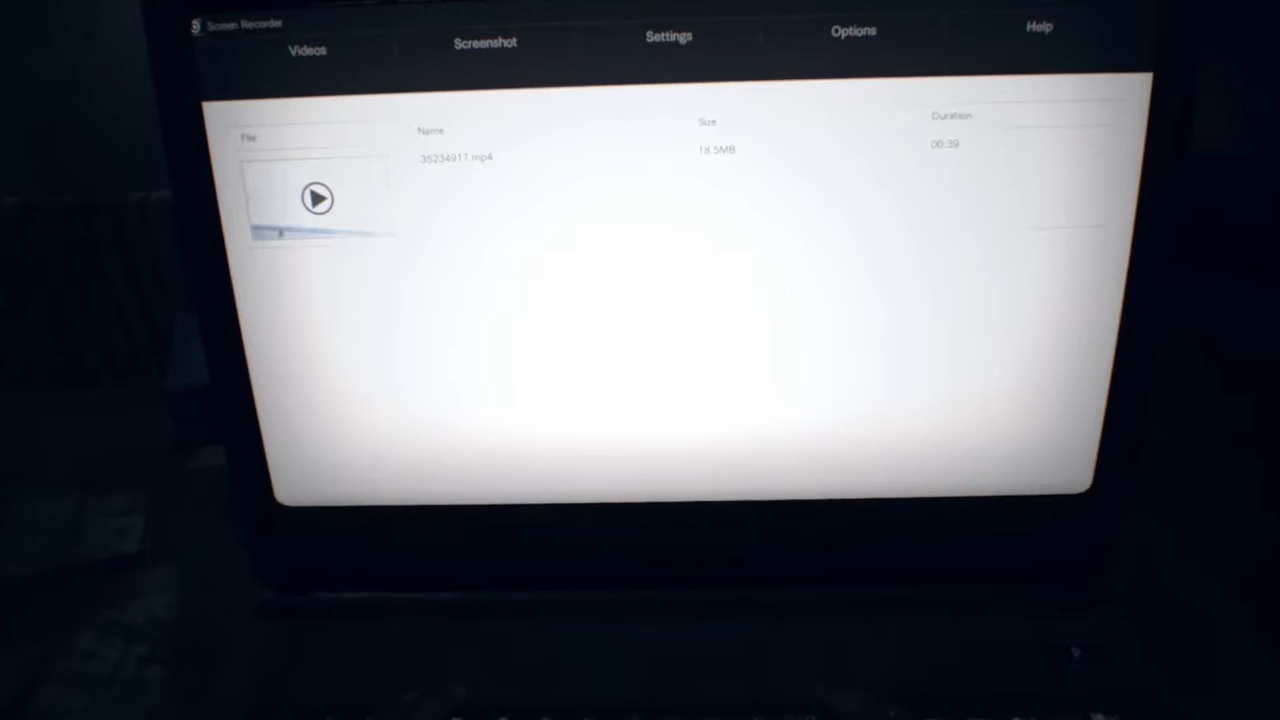 Screen Recorder
Videos Screenshot Settings Options Help
File Name Size Duration
35234917.mp4 18.5MB 00:39